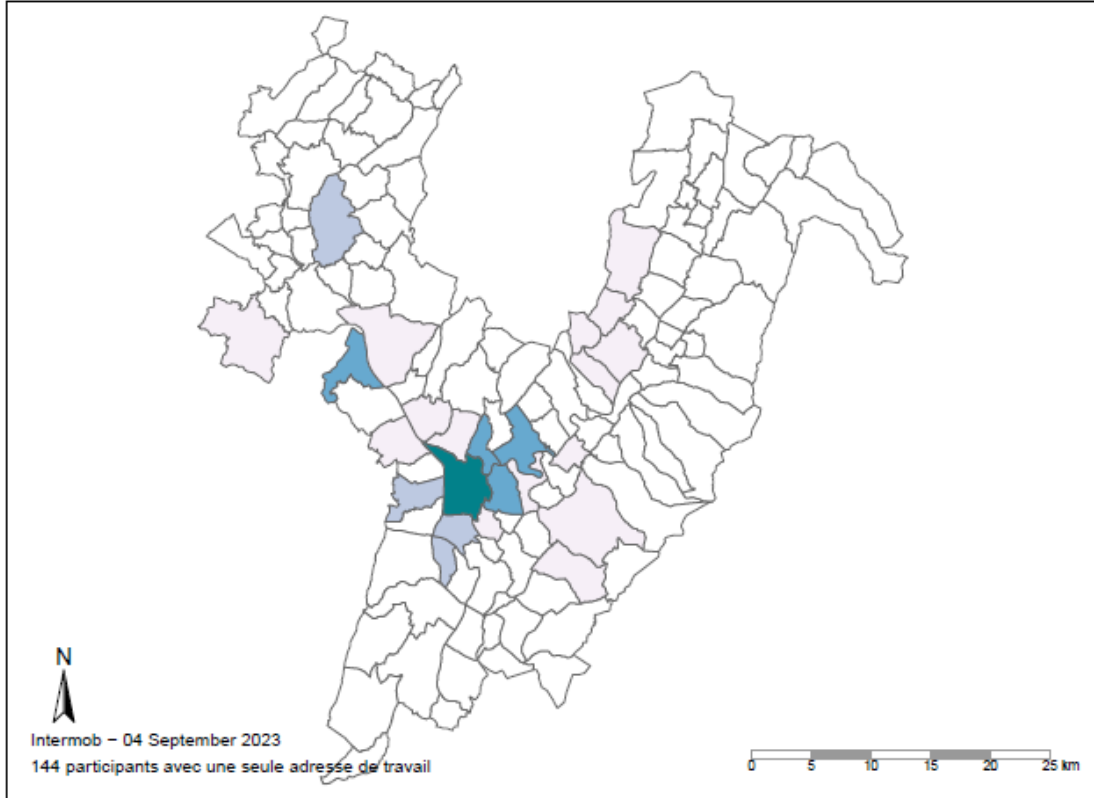 N
Intermob – 04 September 2023
144 participants avec une seule adresse de travail
0 5 10 15 20 25 km